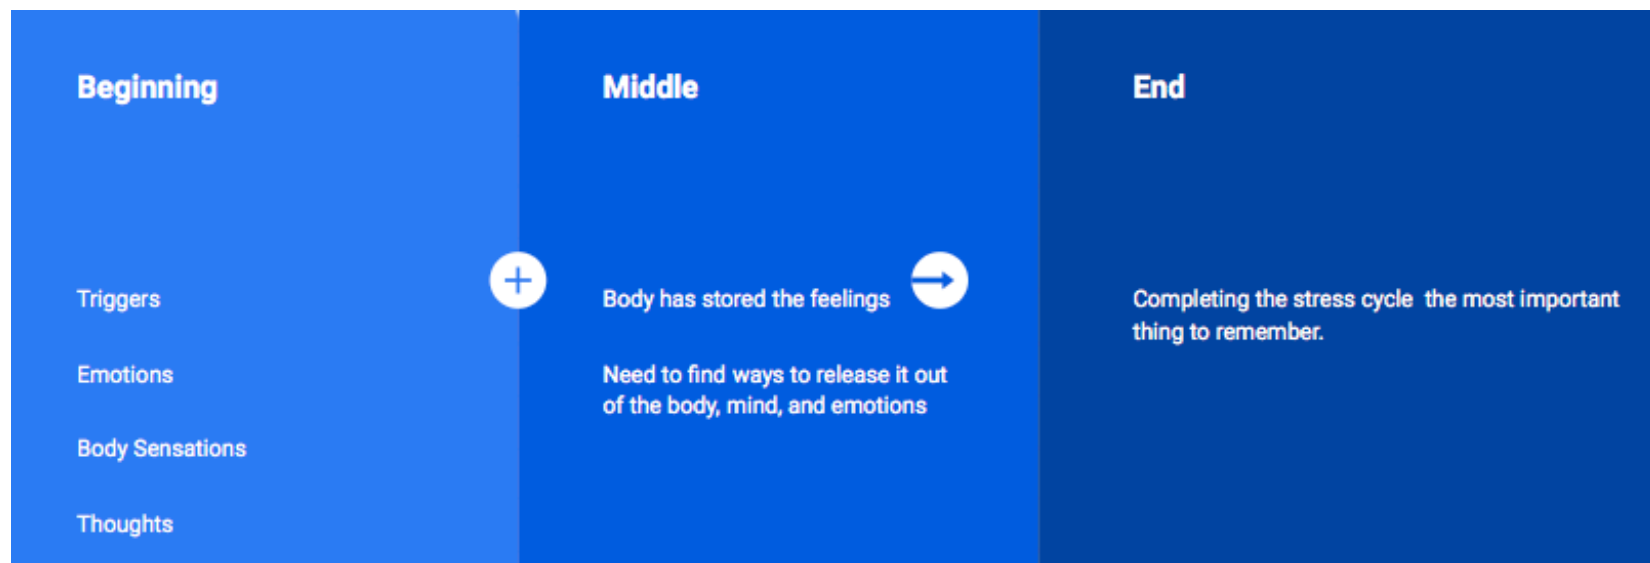 Beginning
Triggers
Emotions
Body Sensations
Thoughts
Middle
Body has stored the feelings
Need to find ways to release it out
of the body, mind, and emotions
End
Completing the stress cycle  the most important
thing to remember.